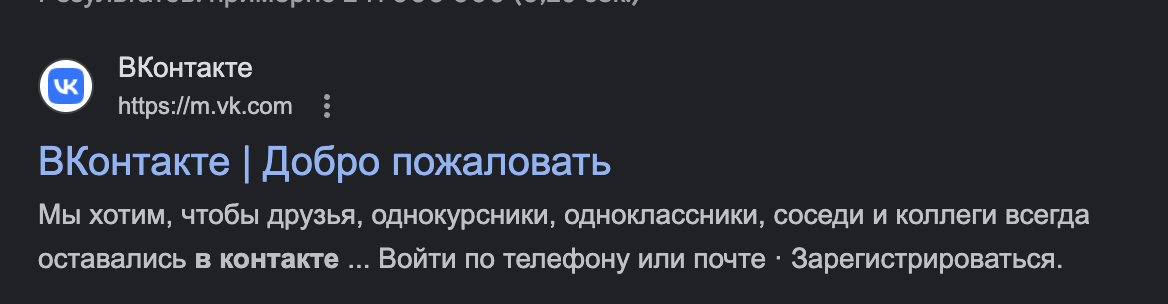 ВКонтакте
https://m.vk.com
ВКонтакте | Добро пожаловать
Мы хотим, чтобы друзья, однокурсники, одноклассники, соседи и коллеги всегда
оставались в контакте ... Войти по телефону или почте · Зарегистрироваться.